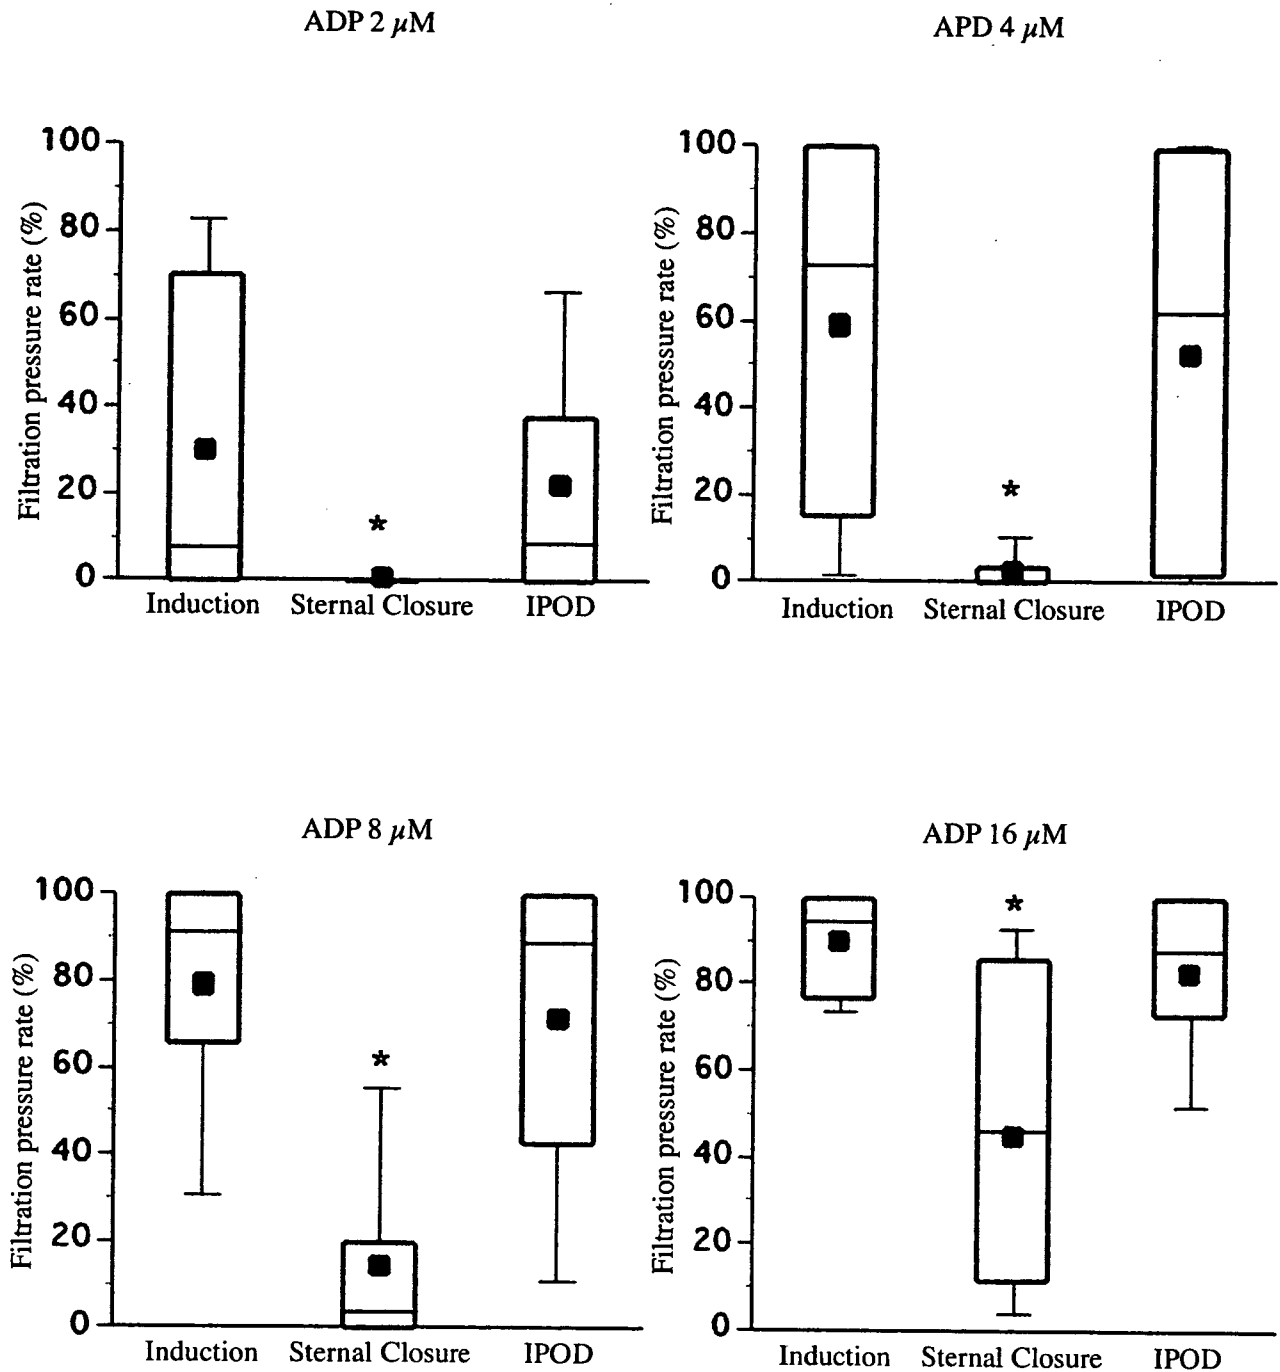 ADP 2 μM
Filtration pressure rate (%)
100
80
60
40
20
0
*
Induction Sternal Closure IPOD
APD 4 μM
Filtration pressure rate (%)
100
80
60
40
20
0
*
Induction Sternal Closure IPOD
ADP 8 μM
Filtration pressure rate (%)
100
80
60
40
20
0
*
Induction Sternal Closure IPOD
ADP 16 μM
Filtration pressure rate (%)
100
80
60
40
20
0
*
Induction Sternal Closure IPOD